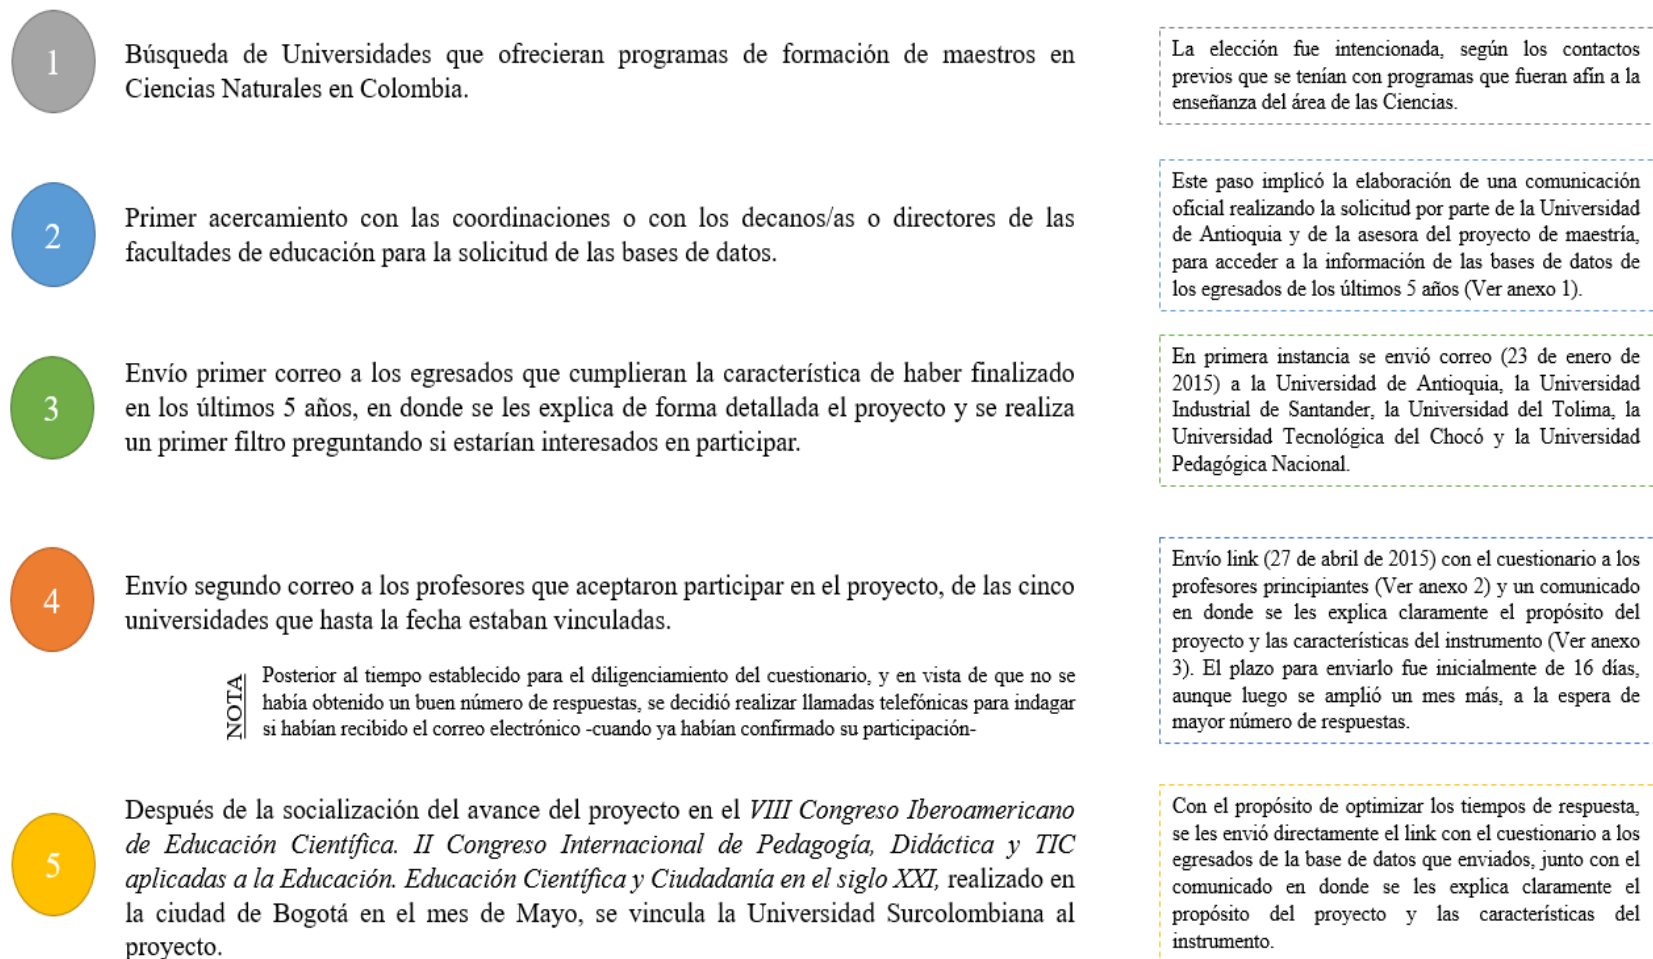 1
Búsqueda de Universidades que ofrecieran programas de formación de maestros en
Ciencias Naturales en Colombia.
La elección fue intencionada, según los contactos
previos que se tenían con programas que fueran afín a la
enseñanza del área de las Ciencias.
2
Primer acercamiento con las coordinaciones o con los decanos/as o directores de las
facultades de educación para la solicitud de las bases de datos.
Este paso implicó la elaboración de una comunicación
oficial realizando la solicitud por parte de la Universidad
de Antioquia y de la asesora del proyecto de maestría,
para acceder a la información de las bases de datos de
los egresados de los últimos 5 años (Ver anexo 1).
3
Envío primer correo a los egresados que cumplieran la característica de haber finalizado
en los últimos 5 años, en donde se les explica de forma detallada el proyecto y se realiza
un primer filtro preguntando si estarían interesados en participar.
En primera instancia se envió correo (23 de enero de
2015) a la Universidad de Antioquia, la Universidad
Industrial de Santander, la Universidad del Tolima, la
Universidad Tecnológica del Chocó y la Universidad
Pedagógica Nacional.
4
Envío segundo correo a los profesores que aceptaron participar en el proyecto, de las cinco
universidades que hasta la fecha estaban vinculadas.
NOTA
Posterior al tiempo establecido para el diligenciamiento del cuestionario, y en vista de que no se
había obtenido un buen número de respuestas, se decidió realizar llamadas telefónicas para indagar
si habían recibido el correo electrónico -cuando ya habían confirmado su participación-
Envío link (27 de abril de 2015) con el cuestionario a los
profesores principiantes (Ver anexo 2) y un comunicado
en donde se les explica claramente el propósito del
proyecto y las características del instrumento (Ver anexo
3). El plazo para enviarlo fue inicialmente de 16 días,
aunque luego se amplió un mes más, a la espera de
mayor número de respuestas.
5
Después de la socialización del avance del proyecto en el VIII Congreso Iberoamericano
de Educación Científica. II Congreso Internacional de Pedagogía, Didáctica y TIC
aplicadas a la Educación. Educación Científica y Ciudadanía en el siglo XXI, realizado en
la ciudad de Bogotá en el mes de Mayo, se vincula la Universidad Surcolombiana al
proyecto.
Con el propósito de optimizar los tiempos de respuesta,
se les envió directamente el link con el cuestionario a los
egresados de la base de datos que enviados, junto con el
comunicado en donde se les explica claramente el
propósito del proyecto y las características del
instrumento.